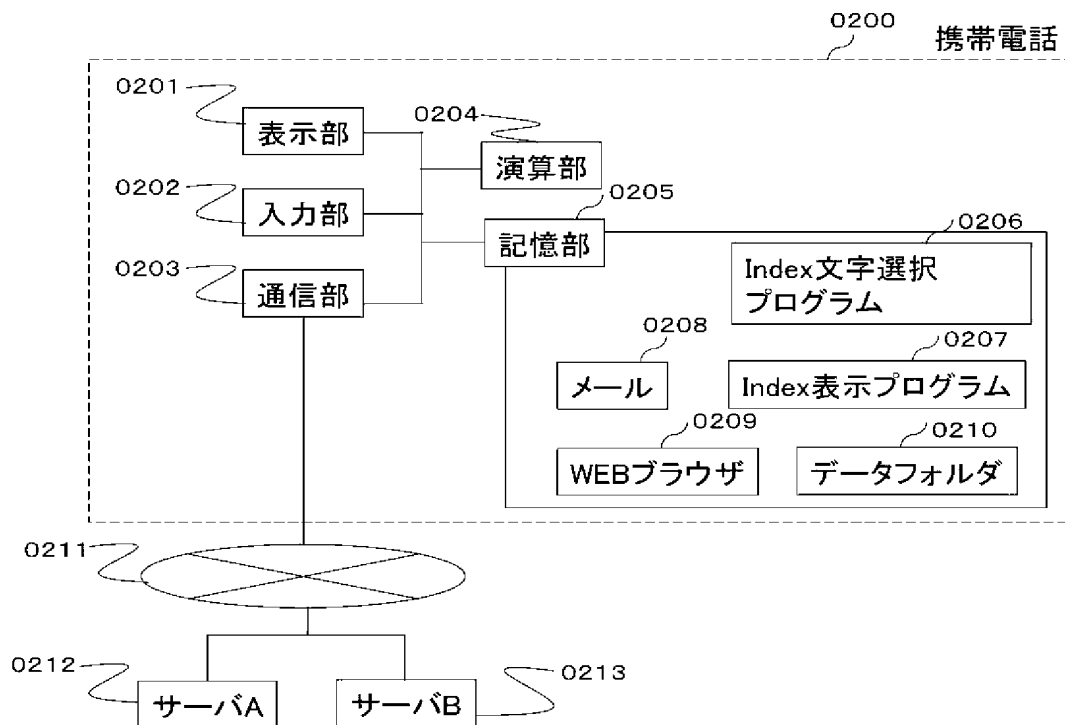 0200
携帯電話
0201
表示部
0204
演算部
0202
入力部
0205
記憶部
0206
Index文字選択
プログラム
0203
通信部
0208
メール
0207
Index表示プログラム
0209
WEBブラウザ
0210
データフォルダ
0211
0212
サーバA
サーバB
0213